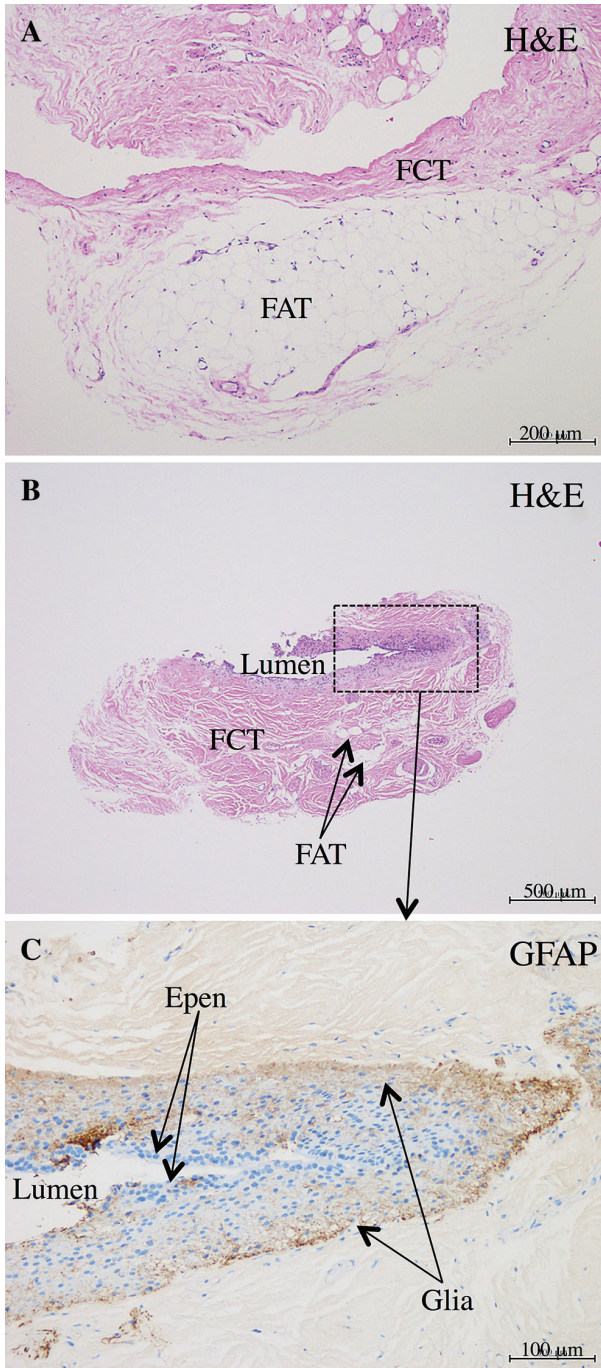 A
H&E
FCT
FAT
200 µm
B
H&E
Lumen
FCT
FAT
500 µm
C
GFAP
Epen
Lumen
Glia
100 µm